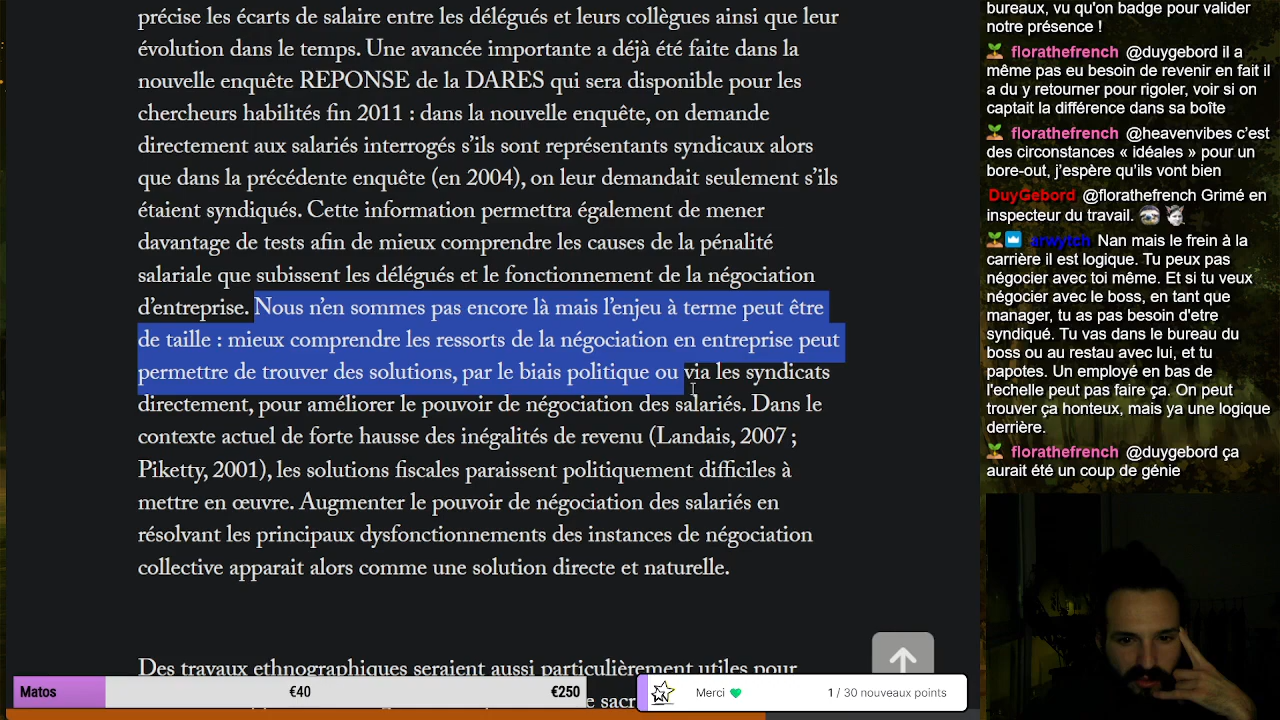 précise les écarts de salaire entre les délégués et leurs collègues ainsi que leur
évolution dans le temps. Une avancée importante a déjà été faite dans la
nouvelle enquête REPONSE de la DARES qui sera disponible pour les
chercheurs habilités fin 2011 : dans la nouvelle enquête, on demande
directement aux salariés interrogés s’ils sont représentants syndicaux alors
que dans la précédente enquête (en 2004), on leur demandait seulement s’ils
étaient syndiqués. Cette information permettra également de mener
davantage de tests afin de mieux comprendre les causes de la pénalité
salariale que subissent les délégués et le fonctionnement de la négociation
d’entreprise. Nous n’en sommes pas encore là mais l’enjeu à terme peut être
de taille : mieux comprendre les ressorts de la négociation en entreprise peut
permettre de trouver des solutions, par le biais politique ou via les syndicats
directement, pour améliorer le pouvoir de négociation des salariés. Dans le
contexte actuel de forte hausse des inégalités de revenu (Landais, 2007 ;
Piketty, 2001), les solutions fiscales paraissent politiquement difficiles à
mettre en œuvre. Augmenter le pouvoir de négociation des salariés en
résolvant les principaux dysfonctionnements des instances de négociation
collective apparait alors comme une solution directe et naturelle.
Des travaux ethnographiques seraient aussi particulièrement utiles pour
Matos €40 €250
Merci 1 / 30 nouveaux points
bureaux, vu qu'on badge pour valider
notre présence !
florathefrench @duygebord il a
même pas eu besoin de revenir en fait il
a du y retourner pour rigoler, voir si on
captait la différence dans sa boîte
florathefrench @heavenvibes c’est
des circonstances « idéales » pour un
bore-out, j’espère qu’ils vont bien
DuyGebord @florathefrench Grimé en
inspecteur du travail.
arwytch Nan mais le frein à la
carrière il est logique. Tu peux pas
négocier avec toi même. Et si tu veux
négocier avec le boss, en tant que
manager, tu as pas besoin d'etre
syndiqué. Tu vas dans le bureau du
boss ou au restau avec lui, et tu
papotes. Un employé en bas de
l'echelle peut pas faire ça. On peut
trouver ça honteux, mais ya une logique
derrière.
florathefrench @duygebord ça
aurait été un coup de génie